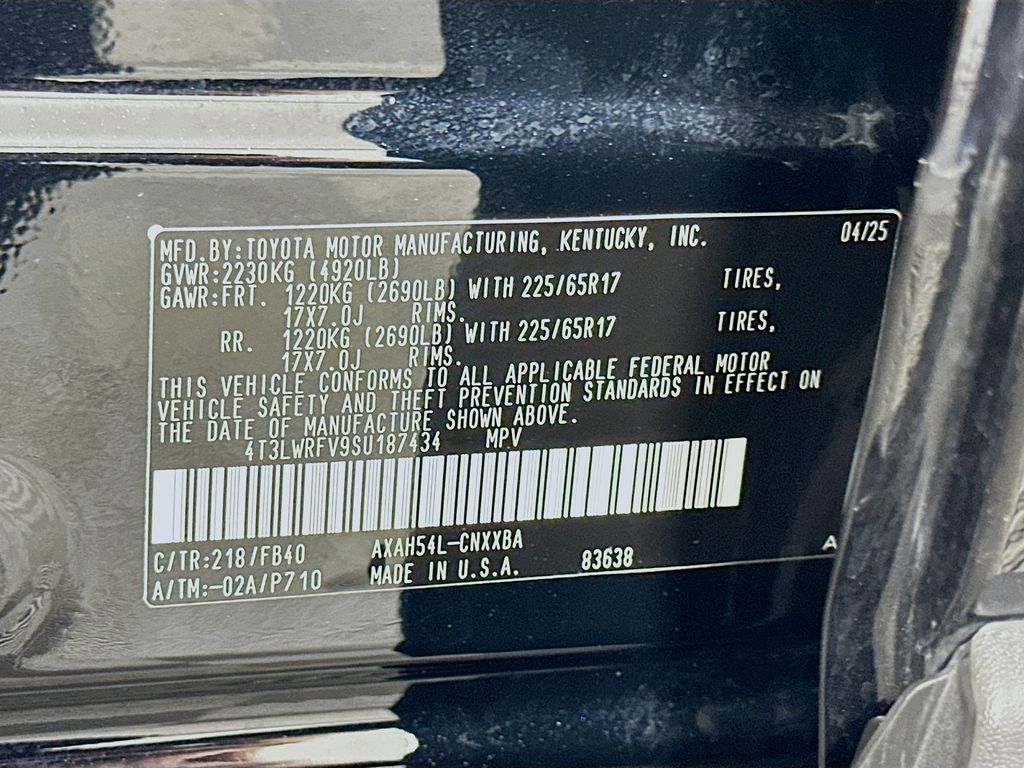 MFD.BY:TOYOTA MOTOR MANUFACTURING, KENTUCKY, INC. 04/25
GVWR:2230KG (4920LB)
GAWR:FRT. 1220KG (2690LB) WITH 225/65R17 TIRES,
17X7.0J RIMS.
RR. 1220KG (2690LB) WITH 225/65R17 TIRES,
17X7.0J RIMS.
THIS VEHICLE CONFORMS TO ALL APPLICABLE FEDERAL MOTOR
VEHICLE SAFETY AND THEFT PREVENTION STANDARDS IN EFFECT ON
THE DATE OF MANUFACTURE SHOWN ABOVE.
4T3LWRFV9SU187434 MPV
C/TR:218/FB40 AXAH54L-CNXXBA
A/TM:-02A/P710 MADE IN U.S.A. 83638 A